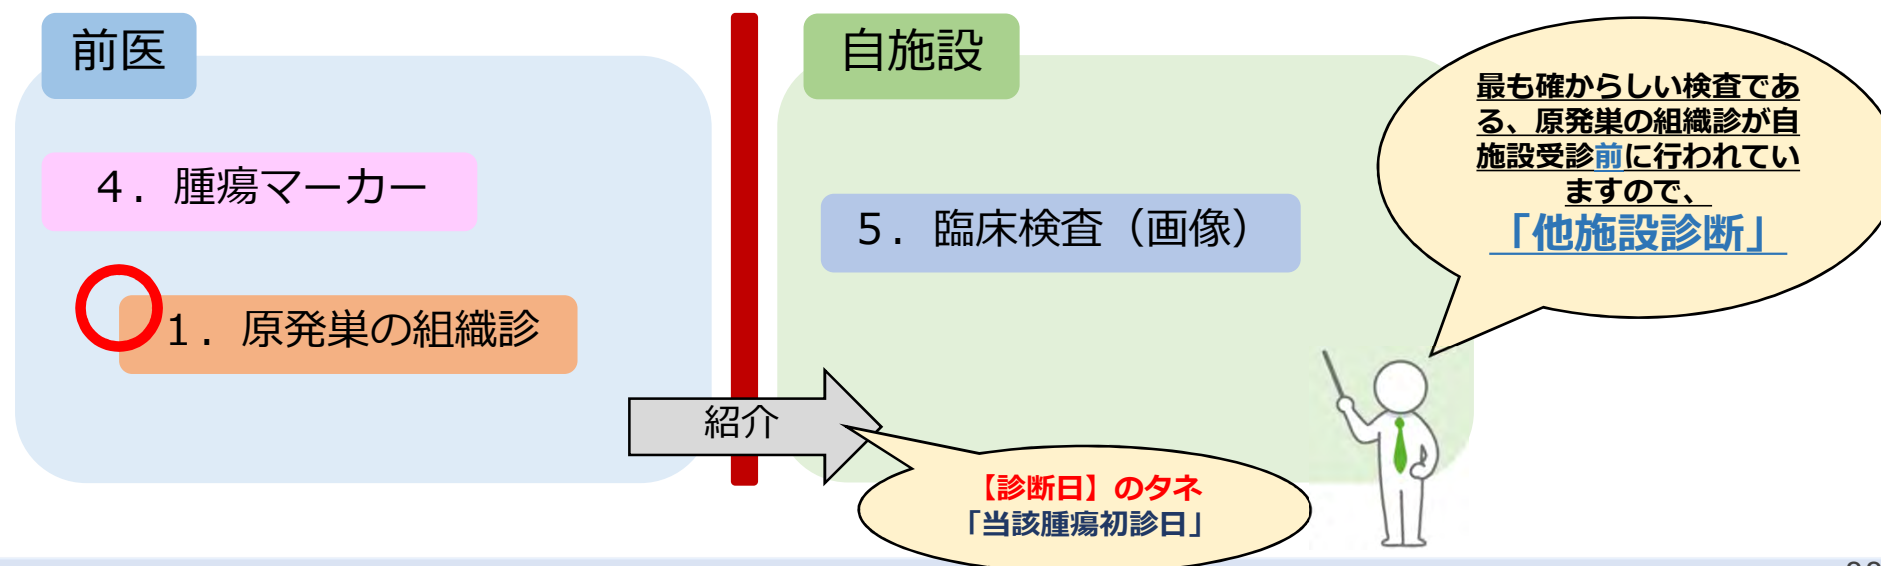 前医
4．腫瘍マーカー
1．原発巣の組織診
紹介
自施設
5．臨床検査（画像）
最も確からしい検査であ
る、原発巣の組織診が自
施設受診前に行われてい
ますので、
「他施設診断」
【診断日】のタネ
「当該腫瘍初診日」